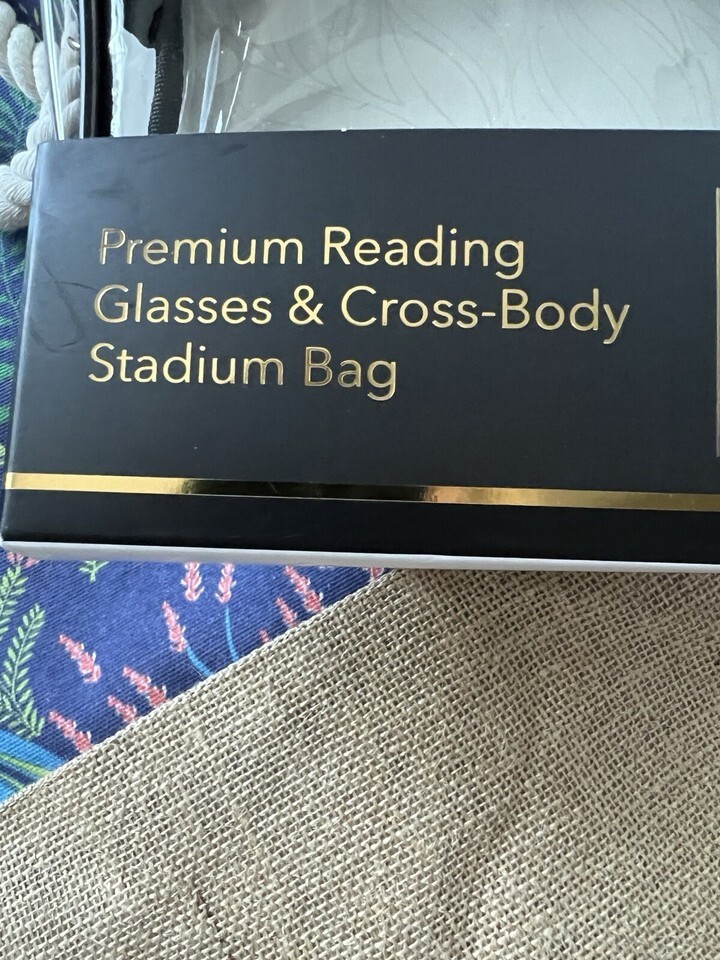 Premium Reading
Glasses & Cross-Body
Stadium Bag